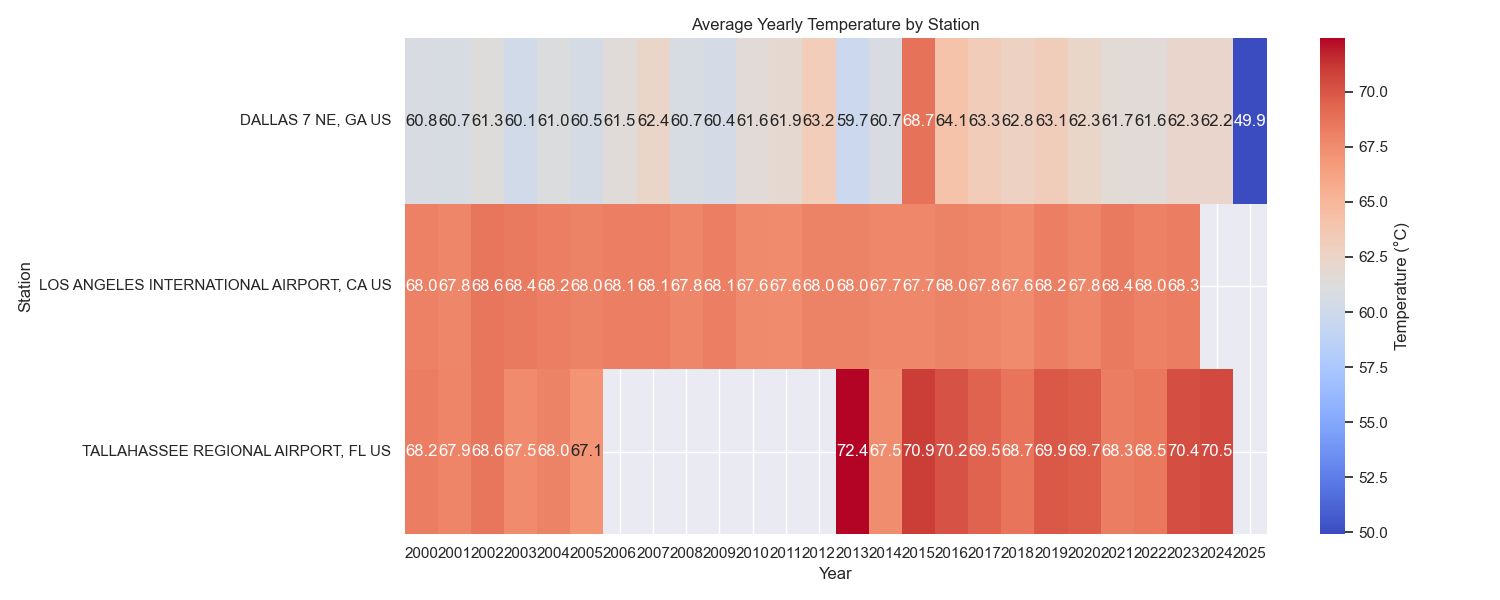 Average Yearly Temperature by Station
DALLAS 7 NE, GA US
60.8 60.7 61.3 60.1 61.0 60.5 61.5 62.4 60.7 60.4 61.6 61.9 63.2 59.7 60.7 68.7 64.1 63.3 62.8 63.1 62.3 61.7 61.6 62.3 62.2 49.9
LOS ANGELES INTERNATIONAL AIRPORT, CA US
68.0 67.8 68.6 68.4 68.2 68.0 68.1 68.1 67.8 68.1 67.6 67.6 68.0 68.0 67.7 67.7 68.0 67.8 67.6 68.2 67.8 68.4 68.0 68.3
TALLAHASSEE REGIONAL AIRPORT, FL US
68.2 67.9 68.6 67.5 68.0 67.1 72.4 67.5 70.9 70.2 69.5 68.7 69.9 69.7 68.3 68.5 70.4 70.5
Station
2000 2001 2002 2003 2004 2005 2006 2007 2008 2009 2010 2011 2012 2013 2014 2015 2016 2017 2018 2019 2020 2021 2022 2023 2024 2025
Year
70.0
67.5
65.0
62.5
60.0
57.5
55.0
52.5
50.0
Temperature (°C)